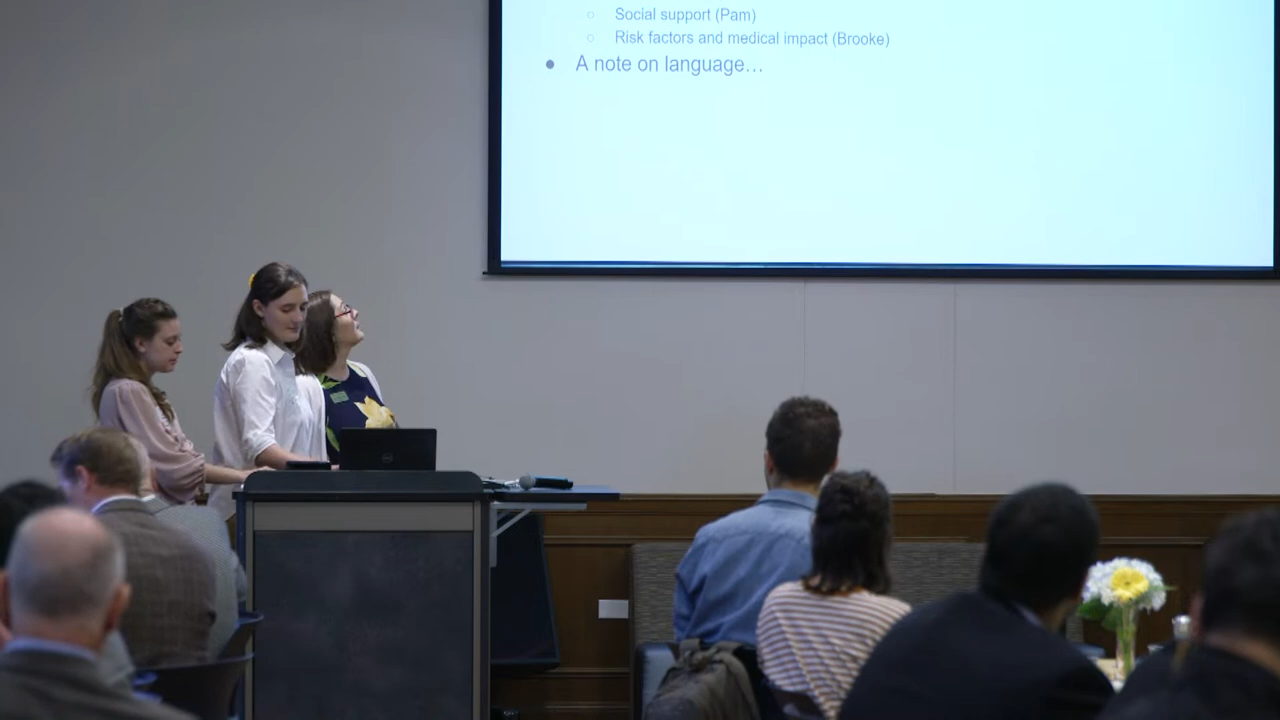 Social support (Pam)
Risk factors and medical impact (Brooke)
A note on language…